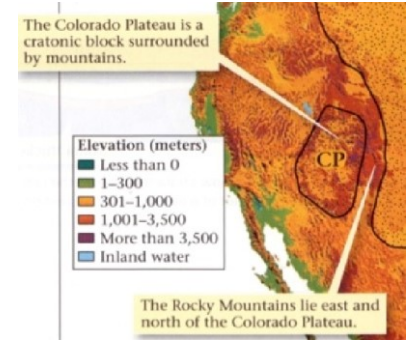 The Colorado Plateau is a
cratonic block surrounded
by mountains.
CP
Elevation (meters)
Less than 0
1–300
301–1,000
1,001–3,500
More than 3,500
Inland water
The Rocky Mountains lie east and
north of the Colorado Plateau.